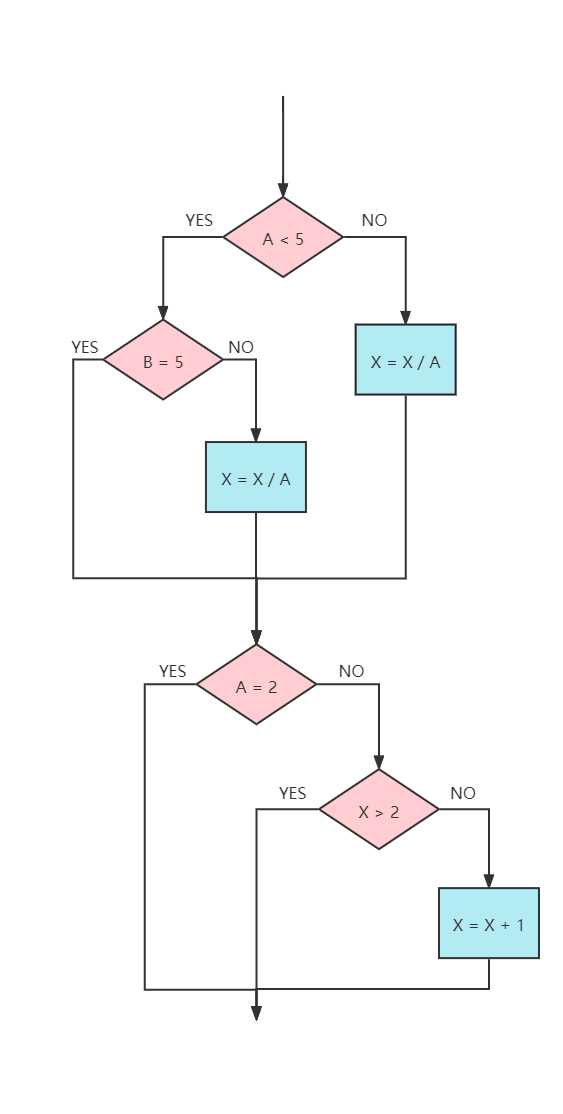 YES
A < 5
NO
YES
B = 5
NO
X = X / A
X = X / A
YES
A = 2
NO
YES
X > 2
NO
X = X + 1